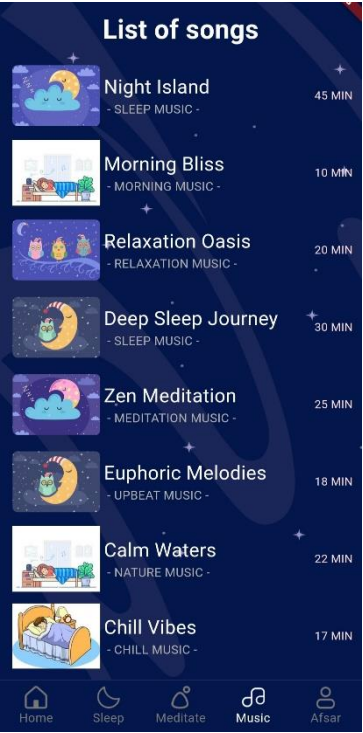 List of songs
Night Island
45 MIN
- SLEEP MUSIC -
Morning Bliss
10 MIN
- MORNING MUSIC -
Relaxation Oasis
20 MIN
- RELAXATION MUSIC -
Deep Sleep Journey
30 MIN
- SLEEP MUSIC -
Zen Meditation
25 MIN
- MEDITATION MUSIC -
Euphoric Melodies
18 MIN
- UPBEAT MUSIC -
Calm Waters
22 MIN
- NATURE MUSIC -
Chill Vibes
17 MIN
- CHILL MUSIC -
Home Sleep Meditate Music Afsar